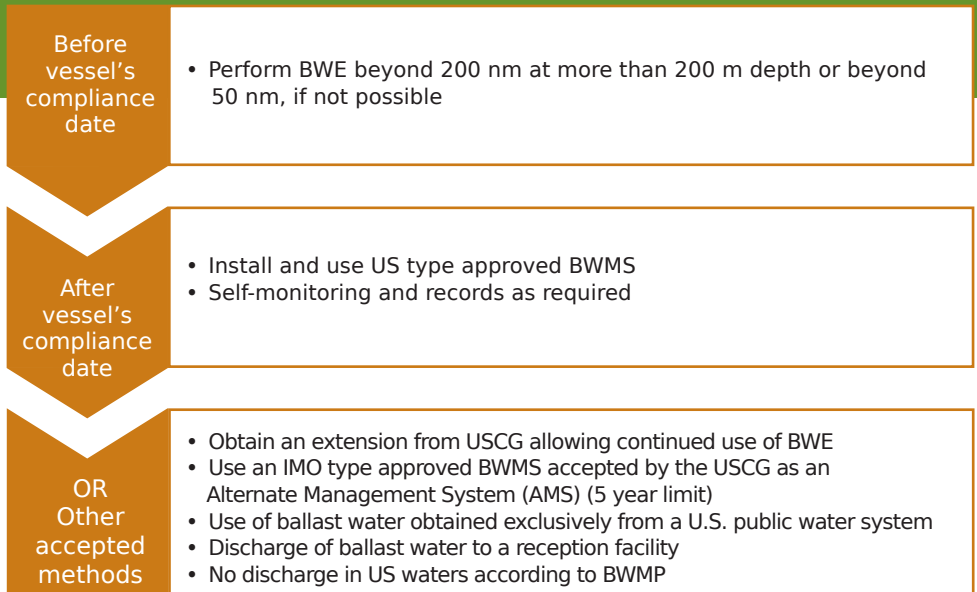 Before
vessel’s
compliance
date
• Perform BWE beyond 200 nm at more than 200 m depth or beyond
50 nm, if not possible
After
vessel’s
compliance
date
• Install and use US type approved BWMS
• Self-monitoring and records as required
OR
Other
accepted
methods
• Obtain an extension from USCG allowing continued use of BWE
• Use an IMO type approved BWMS accepted by the USCG as an
Alternate Management System (AMS) (5 year limit)
• Use of ballast water obtained exclusively from a U.S. public water system
• Discharge of ballast water to a reception facility
• No discharge in US waters according to BWMP